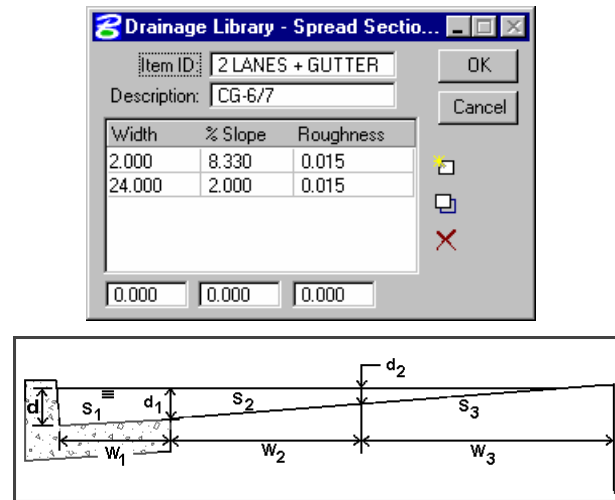 Drainage Library - Spread Sectio...
Item ID: 2 LANES + GUTTER OK
Description: CG-6/7 Cancel
Width % Slope Roughness
2.000 8.330 0.015
24.000 2.000 0.015
0.000 0.000 0.000
d₂
d S₁ d₁ S₂ S₃
W₁ W₂ W₃